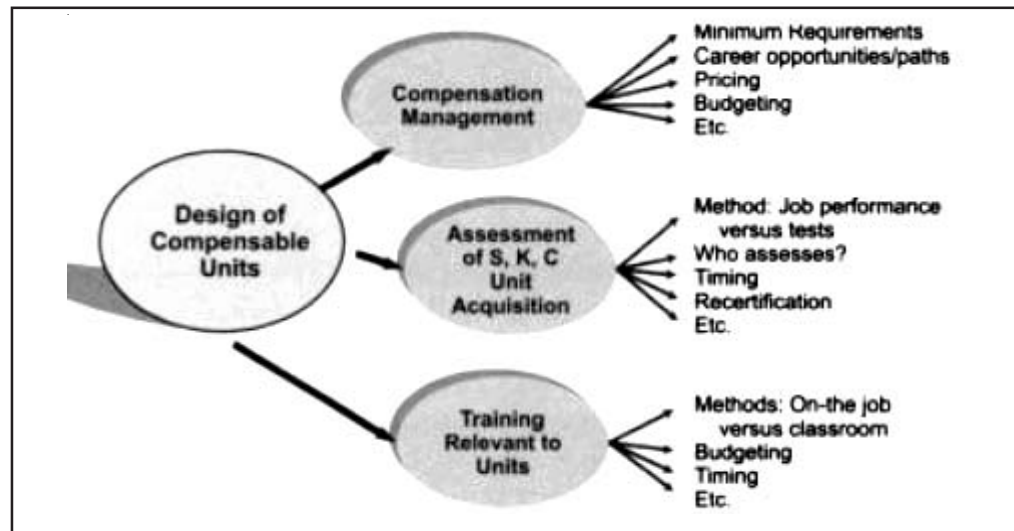 Design of
Compensable
Units
Compensation
Management
Minimum Requirements
Career opportunities/paths
Pricing
Budgeting
Etc.
Assessment
of S, K, C
Unit
Acquisition
Method: Job performance
versus tests
Who assesses?
Timing
Recertification
Etc.
Training
Relevant to
Units
Methods: On-the job
versus classroom
Budgeting
Timing
Etc.